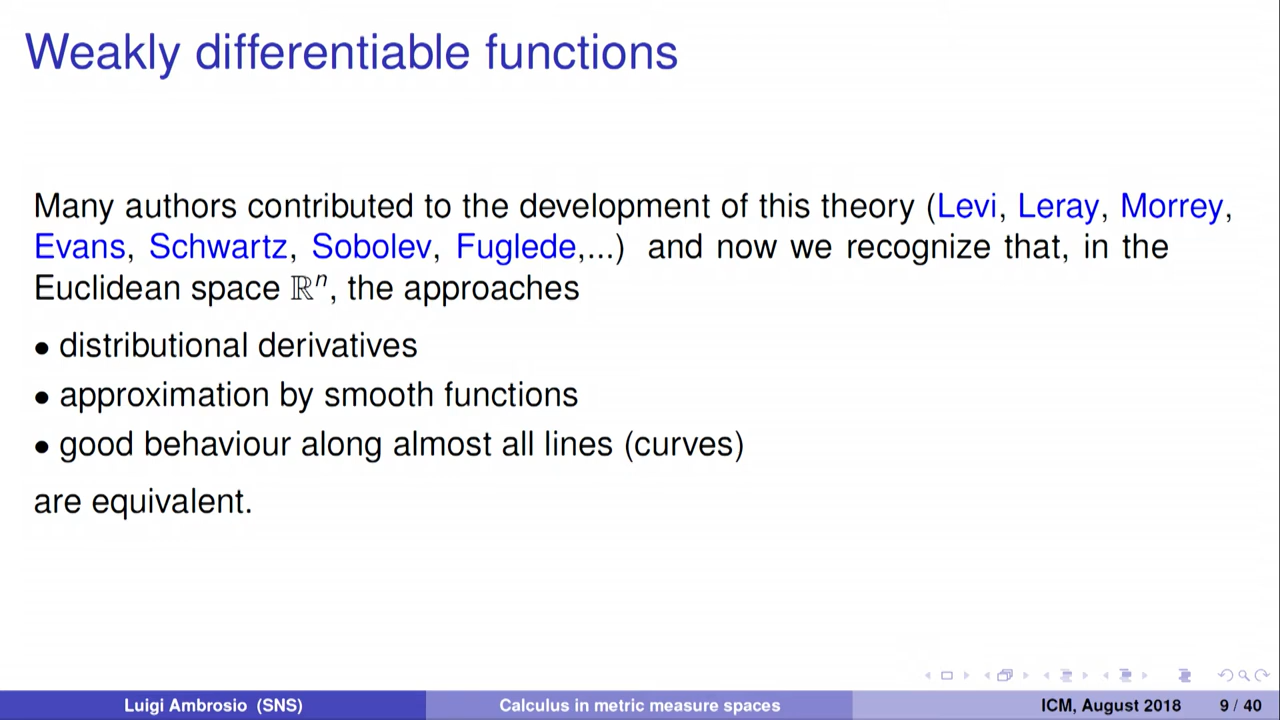 Weakly differentiable functions
Many authors contributed to the development of this theory (Levi, Leray, Morrey,
Evans, Schwartz, Sobolev, Fuglede,...) and now we recognize that, in the
Euclidean space ℝⁿ, the approaches
• distributional derivatives
• approximation by smooth functions
• good behaviour along almost all lines (curves)
are equivalent.
Luigi Ambrosio (SNS) Calculus in metric measure spaces ICM, August 2018 9 / 40